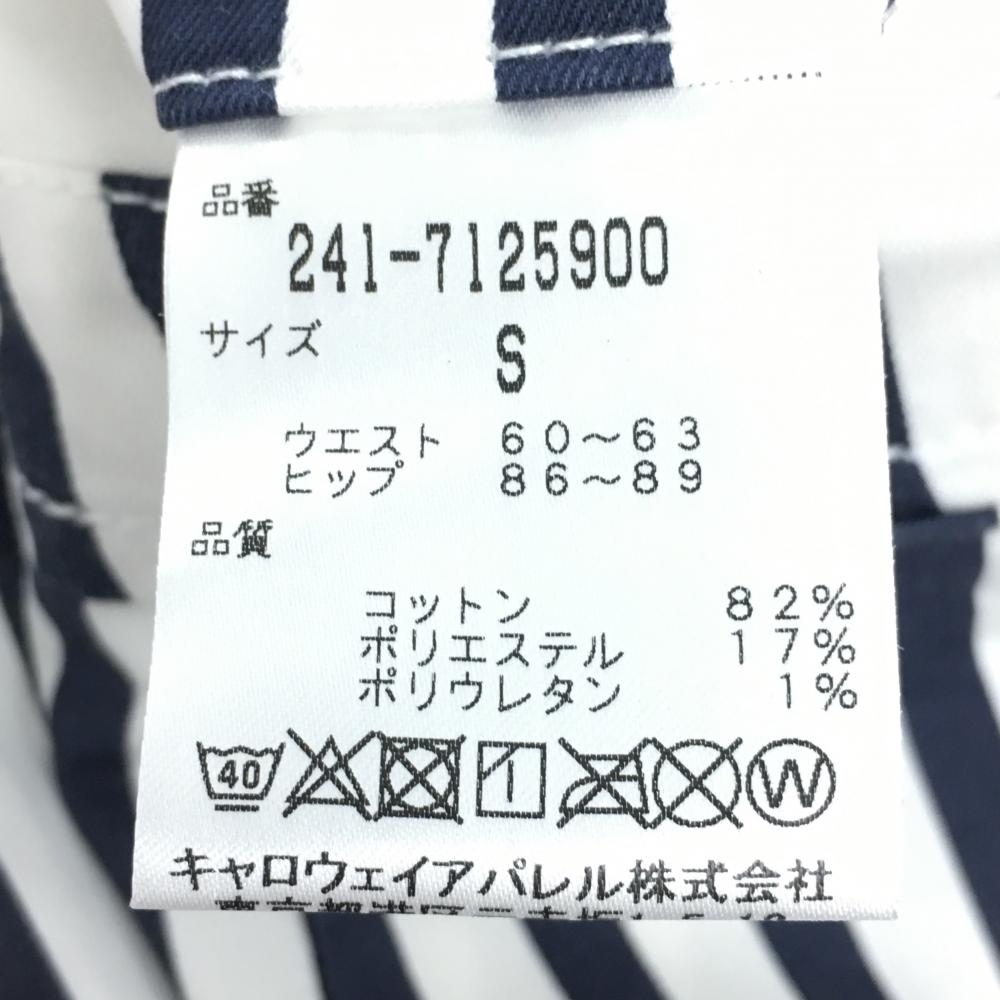 品番
241-7125900
サイズ S
ウエスト 60～63
ヒップ 86～89
品質
コットン 82%
ポリエステル 17%
ポリウレタン 1%
40 W
キャロウェイアパレル株式会社